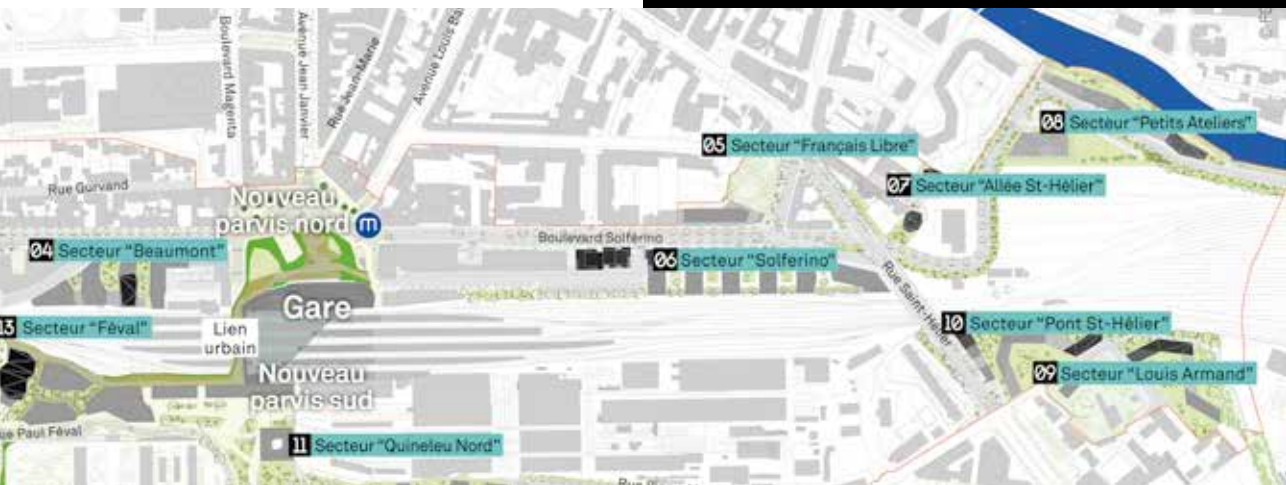 Boulevard Magenta
Avenue Jean Janvier
Rue Jean-Marie
Avenue Louis Ba
08 Secteur “Petits Ateliers”
05 Secteur “Français Libre”
07 Secteur “Allée St-Hélier”
Rue Gurvand
Nouveau
parvis nord m
Boulevard Solférino
04 Secteur “Beaumont”
06 Secteur “Solferino”
Rue Saint-Hélier
Gare
13 Secteur “Féval”
Lien
urbain
10 Secteur “Pont St-Hélier”
Nouveau
parvis sud
09 Secteur “Louis Armand”
ue Paul Féval
11 Secteur “Quineleu Nord”